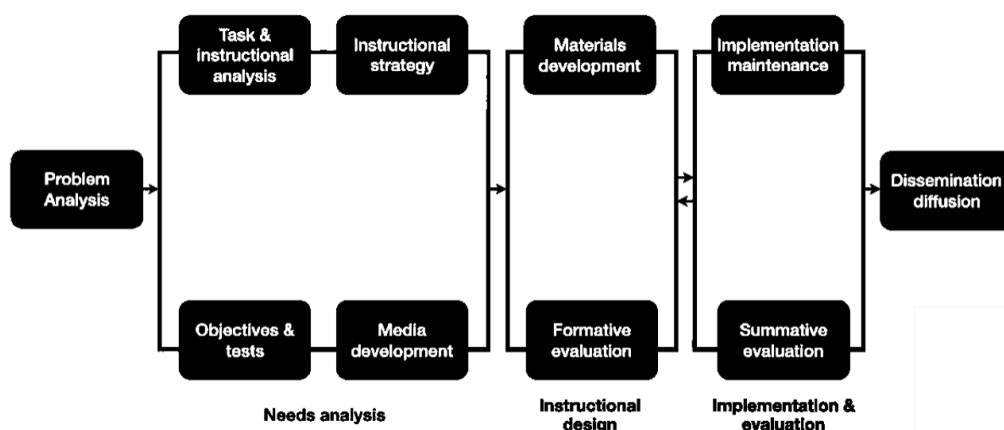 Task &
instructional
analysis
Instructional
strategy
Materials
development
Implementation
maintenance
Problem
Analysis
Dissemination
diffusion
Objectives &
tests
Media
development
Formative
evaluation
Summative
evaluation
Needs analysis
Instructional
design
Implementation &
evaluation